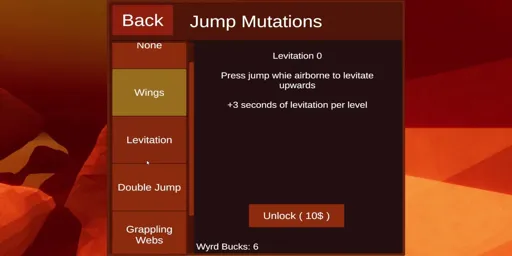 Back
Jump Mutations
None
Wings
Levitation
Double Jump
Grappling
Webs
Levitation 0
Press jump whie airborne to levitate
upwards
+3 seconds of levitation per level
Unlock ( 10$ )
Wyrd Bucks: 6